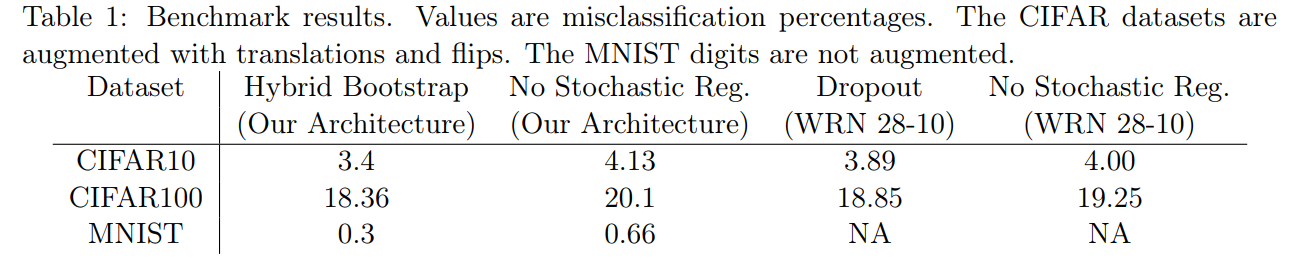 Table 1: Benchmark results. Values are misclassification percentages. The CIFAR datasets are
augmented with translations and flips. The MNIST digits are not augmented.
Dataset Hybrid Bootstrap No Stochastic Reg. Dropout No Stochastic Reg.
(Our Architecture) (Our Architecture) (WRN 28-10) (WRN 28-10)
CIFAR10 3.4 4.13 3.89 4.00
CIFAR100 18.36 20.1 18.85 19.25
MNIST 0.3 0.66 NA NA